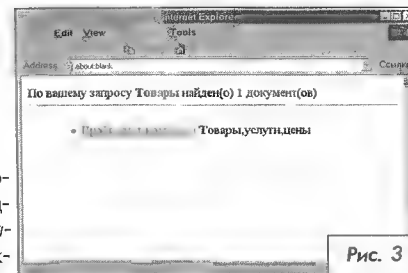 Internet Explorer
Edit View Tools
Address about:blank Ссылк
По вашему запросу Товары найден(о) 1 документ(ов)
Товары,услуги,цены
Рис. 3